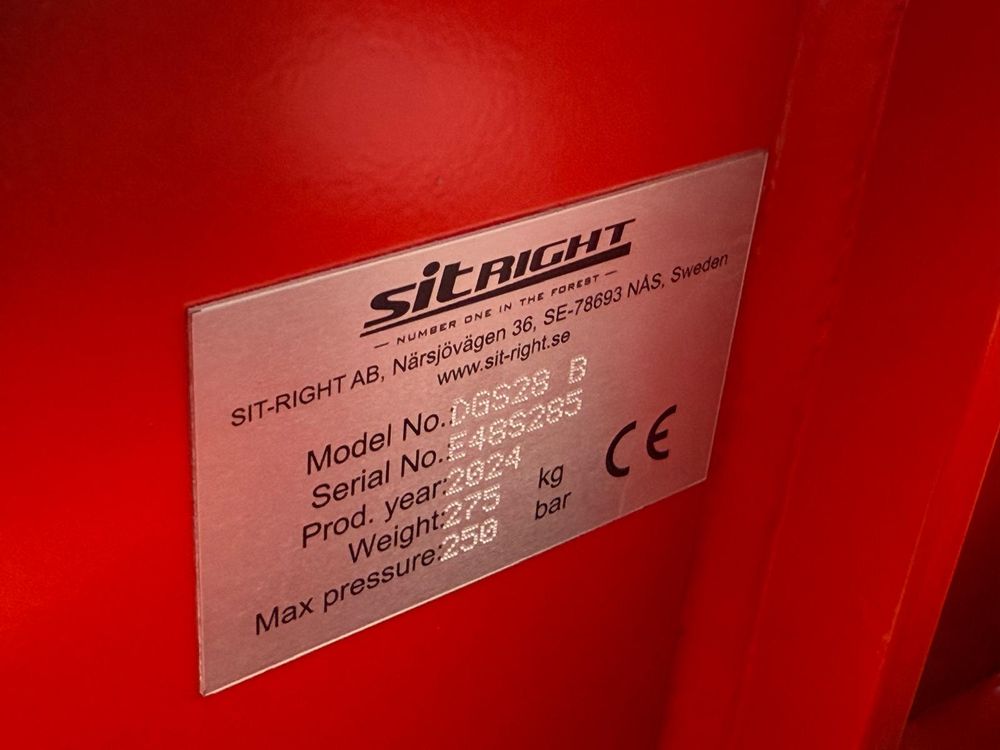 SITRIGHT
NUMBER ONE IN THE FOREST
SIT-RIGHT AB, Närsjövägen 36, SE-78693 NÅS, Sweden
www.sit-right.se
Model No.: DGS28 B
Serial No.: E48S285
Prod. year: 2024
Weight: 275 kg
Max pressure: 250 bar
CE